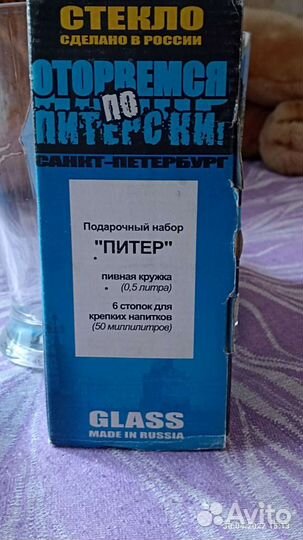 СТЕКЛО
СДЕЛАНО В РОССИИ
ОТОРВЕМСЯ
ПО
ПИТЕРСКИ!
САНКТ-ПЕТЕРБУРГ
Подарочный набор
"ПИТЕР"
пивная кружка
(0,5 литра)
6 стопок для
крепких напитков
(50 миллилитров)
GLASS
MADE IN RUSSIA
Avito